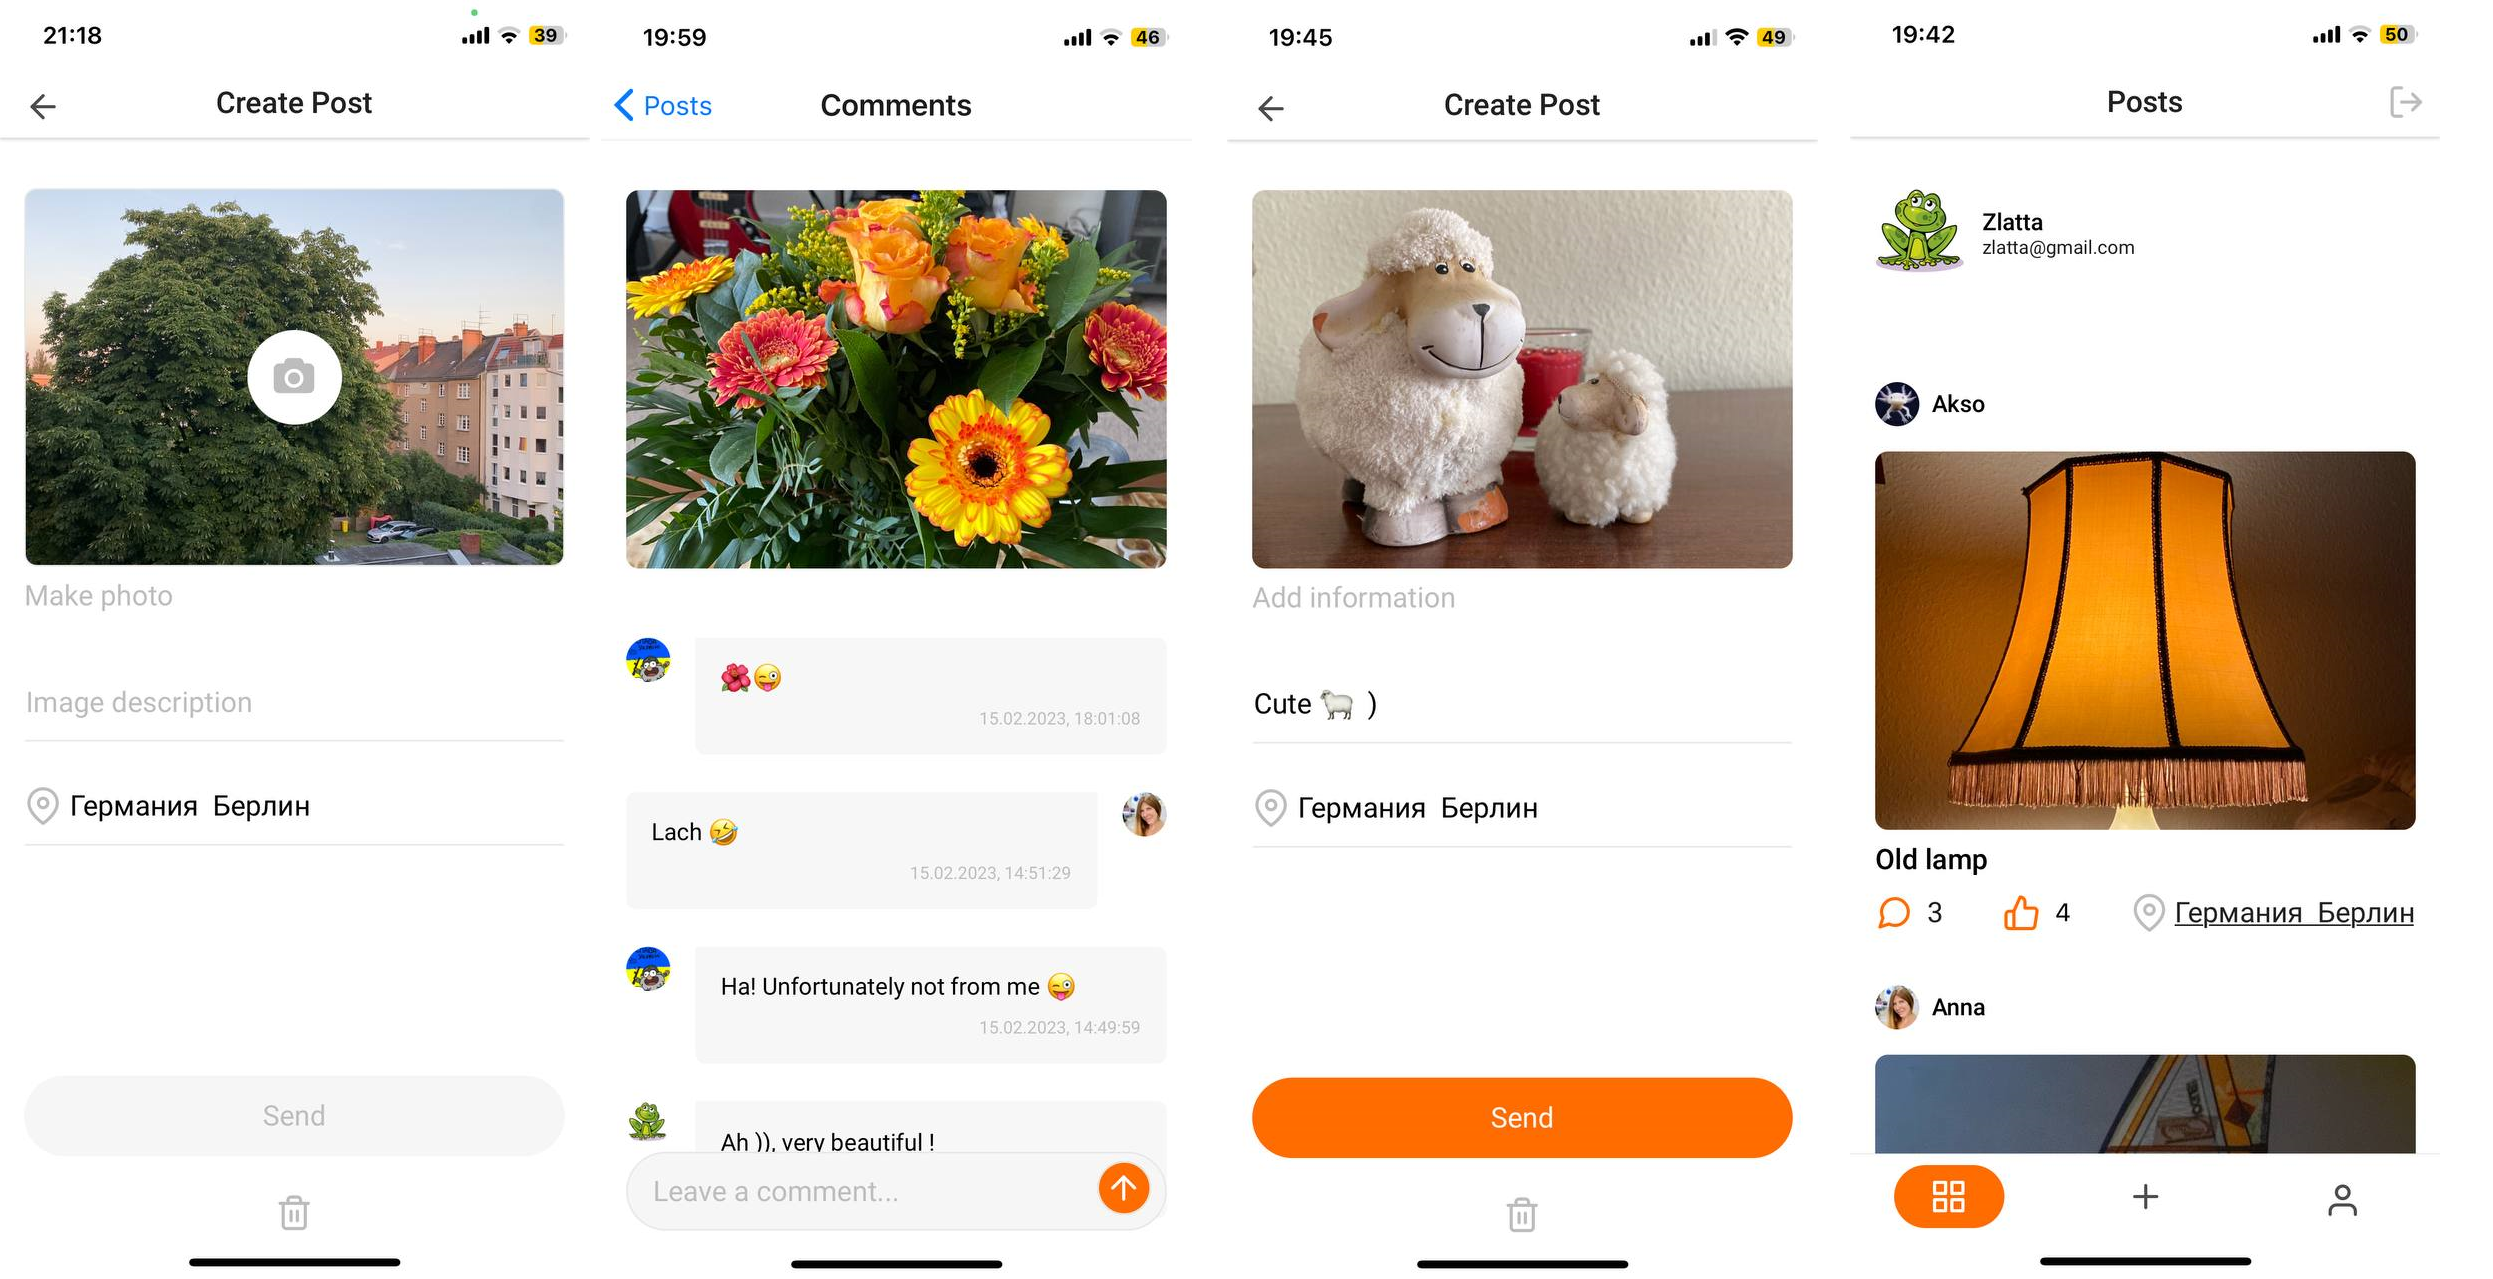 21:18
39
Create Post
Make photo
Image description
Германия  Берлин
Send
19:59
46
Posts
Comments
15.02.2023, 18:01:08
Lach 🤣
15.02.2023, 14:51:29
Ha! Unfortunately not from me 😜
15.02.2023, 14:49:59
Ah )), very beautiful !
Leave a comment...
19:45
49
Create Post
Add information
Cute 🐑 )
Германия  Берлин
Send
19:42
50
Posts
Zlatta
zlatta@gmail.com
Akso
Old lamp
3
4
Германия  Берлин
Anna